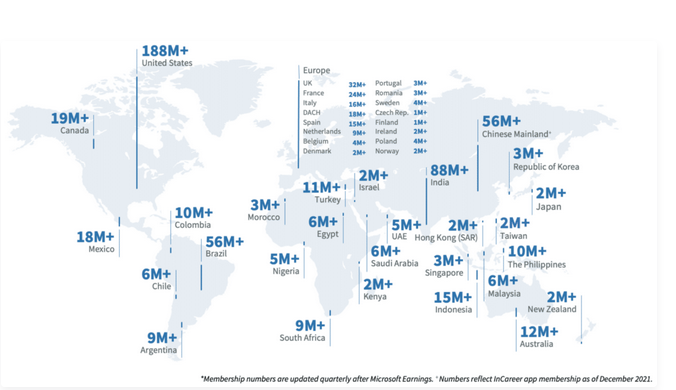 188M+
United States
19M+
Canada
18M+
Mexico
10M+
Colombia
56M+
Brazil
6M+
Chile
9M+
Argentina
Europe
UK 32M+
France 24M+
Italy 16M+
DACH 18M+
Spain 15M+
Netherlands 9M+
Belgium 4M+
Denmark 2M+
Portugal 3M+
Romania 3M+
Sweden 4M+
Czech Rep. 1M+
Finland 1M+
Ireland 2M+
Poland 4M+
Norway 2M+
3M+
Morocco
11M+
Turkey
2M+
Israel
6M+
Egypt
5M+
UAE
6M+
Saudi Arabia
5M+
Nigeria
2M+
Kenya
9M+
South Africa
88M+
India
56M+
Chinese Mainland*
3M+
Republic of Korea
2M+
Japan
2M+
Hong Kong (SAR)
2M+
Taiwan
10M+
The Philippines
3M+
Singapore
6M+
Malaysia
15M+
Indonesia
2M+
New Zealand
12M+
Australia
*Membership numbers are updated quarterly after Microsoft Earnings. * Numbers reflect InCareer app membership as of December 2021.